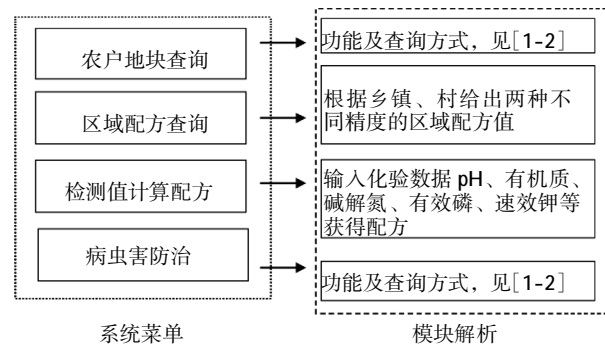 农户地块查询
区域配方查询
检测值计算配方
病虫害防治
系统菜单
功能及查询方式，见[1-2]
根据乡镇、村给出两种不
同精度的区域配方值
输入化验数据 pH、有机质、
碱解氮、有效磷、速效钾等
获得配方
功能及查询方式，见[1-2]
模块解析